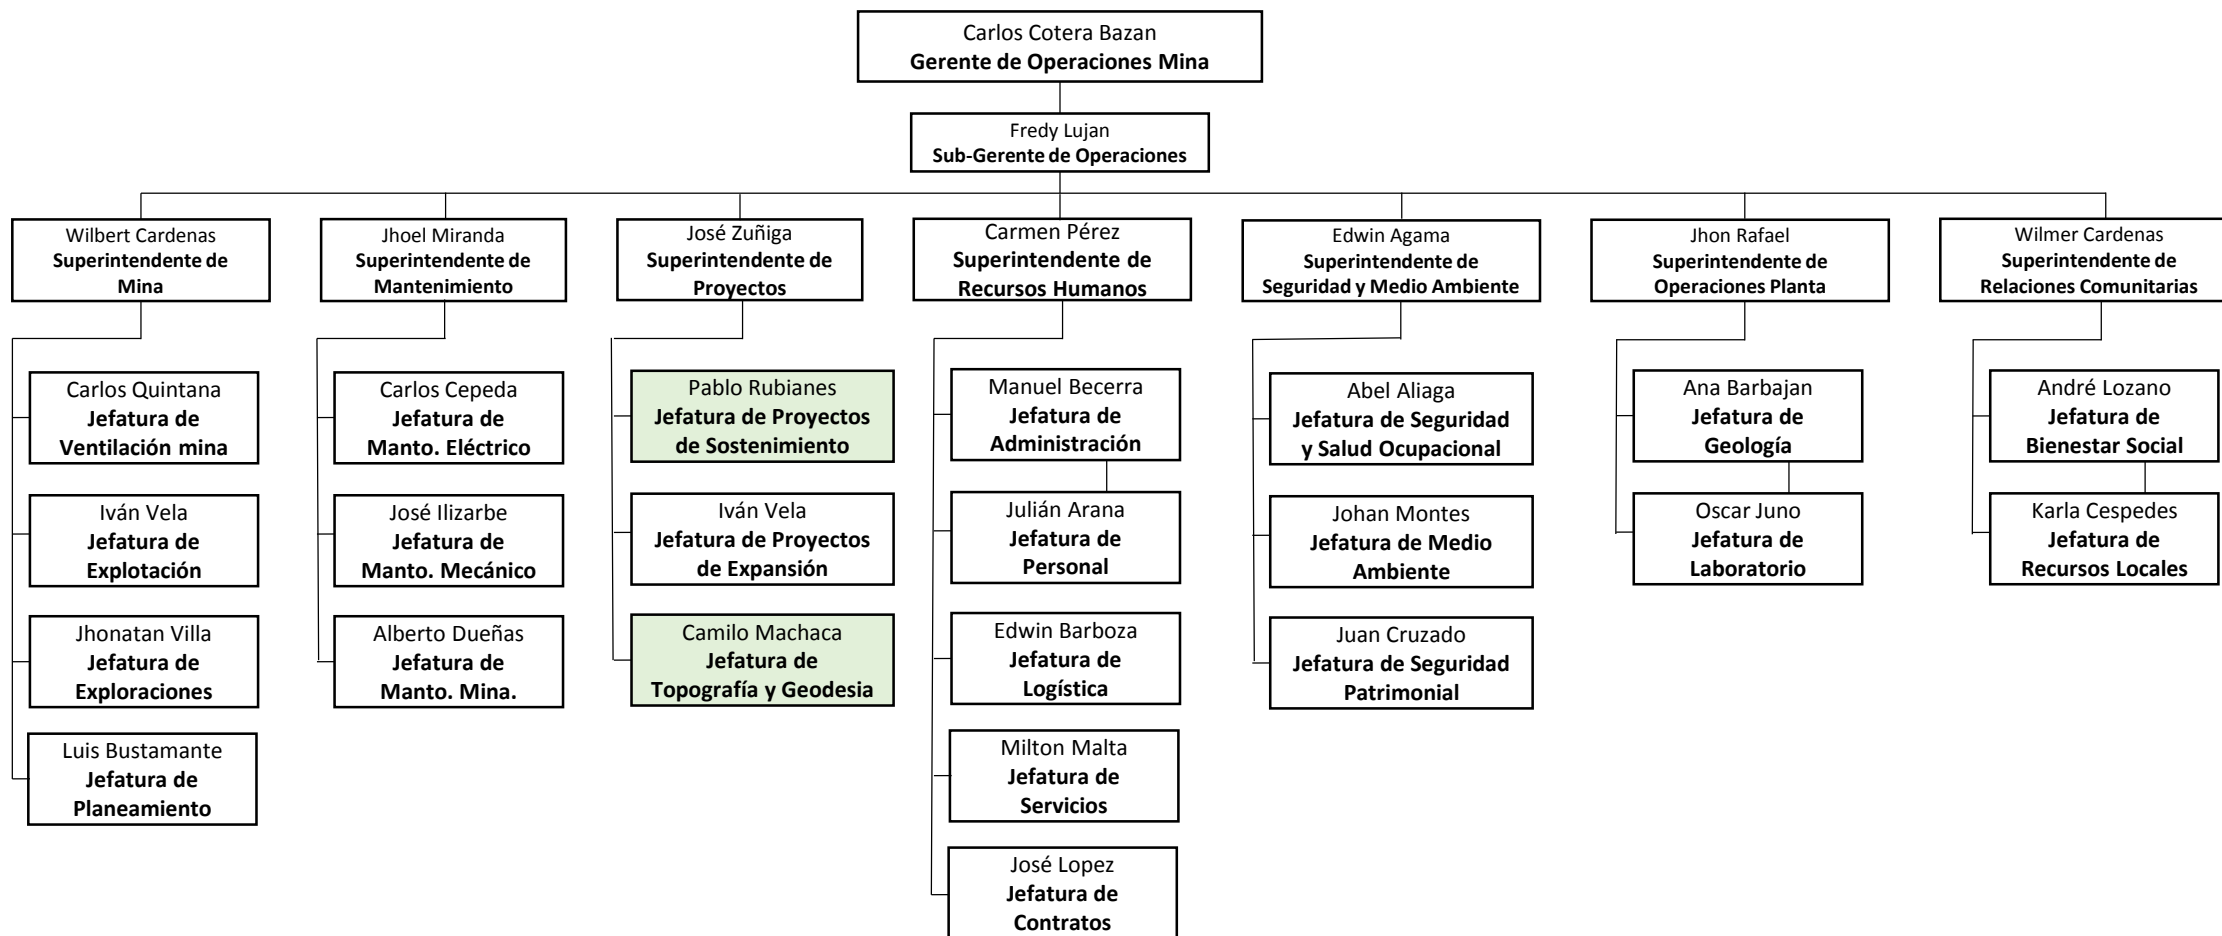 Carlos Cotera Bazan
Gerente de Operaciones Mina
Fredy Lujan
Sub-Gerente de Operaciones
Wilbert Cardenas
Superintendente de
Mina
Jhoel Miranda
Superintendente de
Mantenimiento
José Zuñiga
Superintendente de
Proyectos
Carmen Pérez
Superintendente de
Recursos Humanos
Edwin Agama
Superintendente de
Seguridad y Medio Ambiente
Jhon Rafael
Superintendente de
Operaciones Planta
Wilmer Cardenas
Superintendente de
Relaciones Comunitarias
Carlos Quintana
Jefatura de
Ventilación mina
Iván Vela
Jefatura de
Explotación
Jhonatan Villa
Jefatura de
Exploraciones
Luis Bustamante
Jefatura de
Planeamiento
Carlos Cepeda
Jefatura de
Manto. Eléctrico
José Ilizarbe
Jefatura de
Manto. Mecánico
Alberto Dueñas
Jefatura de
Manto. Mina.
Pablo Rubianes
Jefatura de Proyectos
de Sostenimiento
Iván Vela
Jefatura de Proyectos
de Expansión
Camilo Machaca
Jefatura de
Topografía y Geodesia
Manuel Becerra
Jefatura de
Administración
Julián Arana
Jefatura de
Personal
Edwin Barboza
Jefatura de
Logística
Milton Malta
Jefatura de
Servicios
José Lopez
Jefatura de
Contratos
Abel Aliaga
Jefatura de Seguridad
y Salud Ocupacional
Johan Montes
Jefatura de Medio
Ambiente
Juan Cruzado
Jefatura de Seguridad
Patrimonial
Ana Barbajan
Jefatura de
Geología
Oscar Juno
Jefatura de
Laboratorio
André Lozano
Jefatura de
Bienestar Social
Karla Cespedes
Jefatura de
Recursos Locales